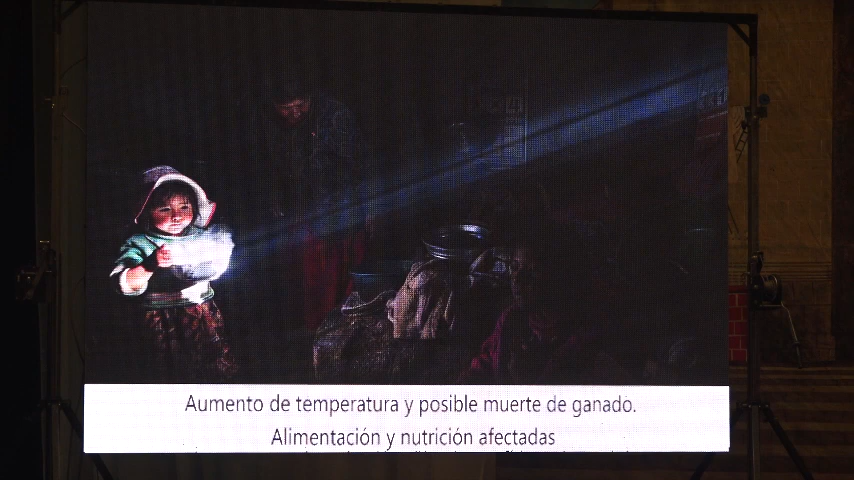 Aumento de temperatura y posible muerte de ganado.
Alimentación y nutrición afectadas